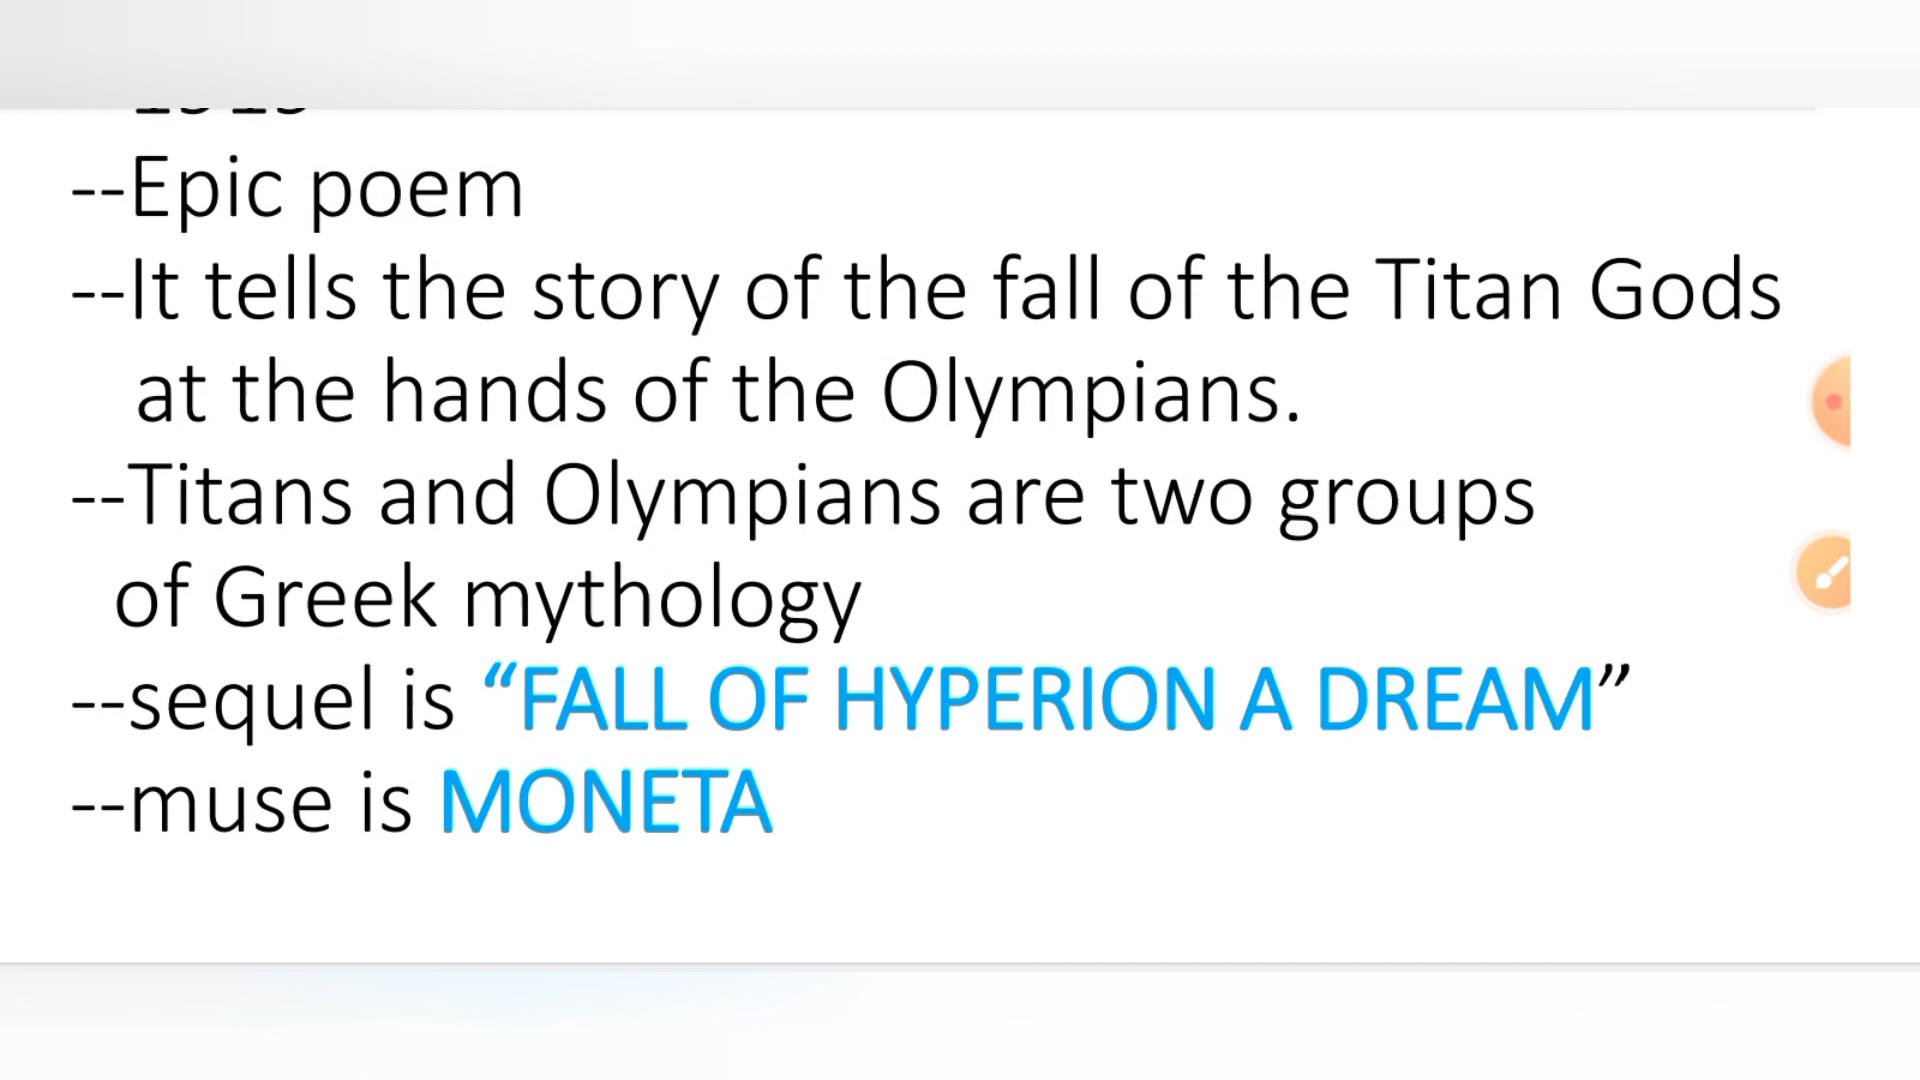 --Epic poem
--It tells the story of the fall of the Titan Gods
at the hands of the Olympians.
--Titans and Olympians are two groups
of Greek mythology
--sequel is “FALL OF HYPERION A DREAM”
--muse is MONETA